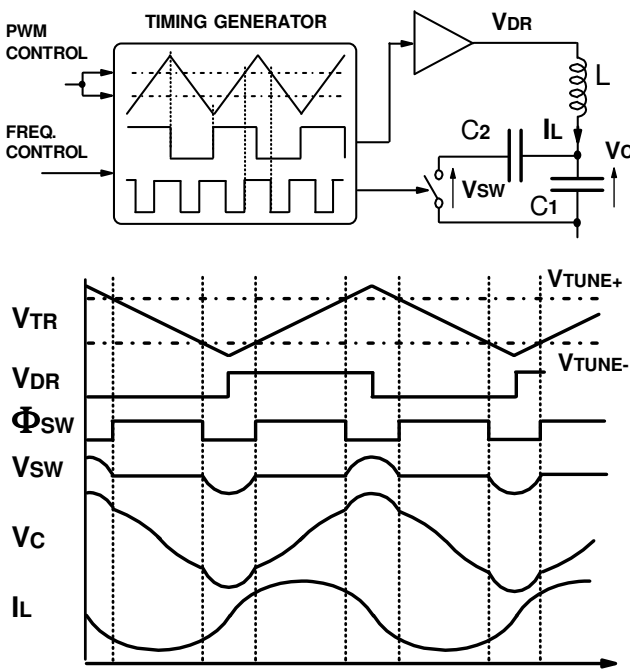 TIMING GENERATOR
PWM
CONTROL
FREQ.
CONTROL
VDR
L
IL
C2
VSW
C1
VC
VTUNE+
VTR
VTUNE-
VDR
ΦSW
VSW
VC
IL